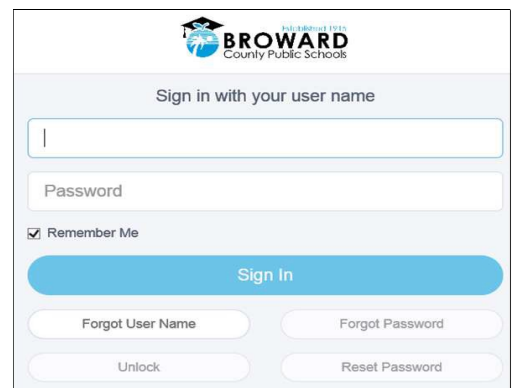 Established 1915
BROWARD
County Public Schools
Sign in with your user name
Password
Remember Me
Sign In
Forgot User Name
Forgot Password
Unlock
Reset Password